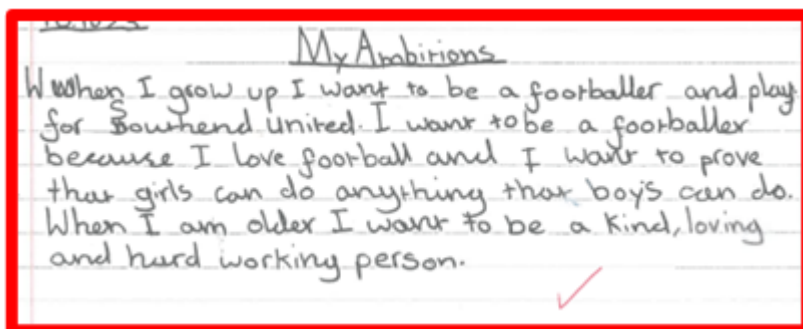 My Ambitions
When I grow up I want to be a footballer and play
for Southend United. I want to be a footballer
because I love football and I want to prove
that girls can do anything that boy's can do.
When I am older I want to be a kind, loving
and hard working person.